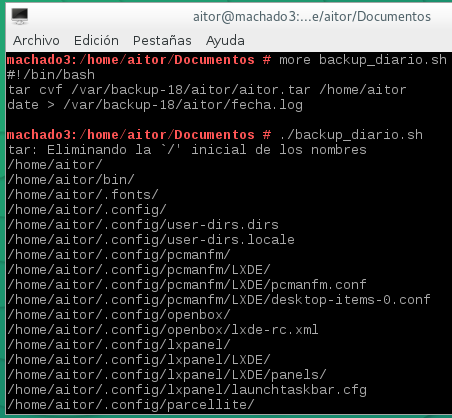 aitor@machado3:...e/aitor/Documentos
Archivo Edición Pestañas Ayuda
machado3:/home/aitor/Documentos # more backup_diario.sh
#!/bin/bash
tar cvf /var/backup-18/aitor/aitor.tar /home/aitor
date > /var/backup-18/aitor/fecha.log
machado3:/home/aitor/Documentos # ./backup_diario.sh
tar: Eliminando la `/' inicial de los nombres
/home/aitor/
/home/aitor/bin/
/home/aitor/.fonts/
/home/aitor/.config/
/home/aitor/.config/user-dirs.dirs
/home/aitor/.config/user-dirs.locale
/home/aitor/.config/pcmanfm/
/home/aitor/.config/pcmanfm/LXDE/
/home/aitor/.config/pcmanfm/LXDE/pcmanfm.conf
/home/aitor/.config/pcmanfm/LXDE/desktop-items-0.conf
/home/aitor/.config/openbox/
/home/aitor/.config/openbox/lxde-rc.xml
/home/aitor/.config/lxpanel/
/home/aitor/.config/lxpanel/LXDE/
/home/aitor/.config/lxpanel/LXDE/panels/
/home/aitor/.config/lxpanel/launchtaskbar.cfg
/home/aitor/.config/parcellite/